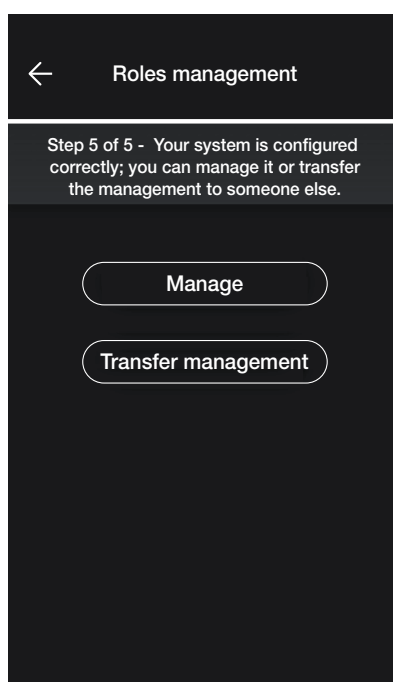 Roles management
Step 5 of 5 - Your system is configured
correctly; you can manage it or transfer
the management to someone else.
Manage
Transfer management